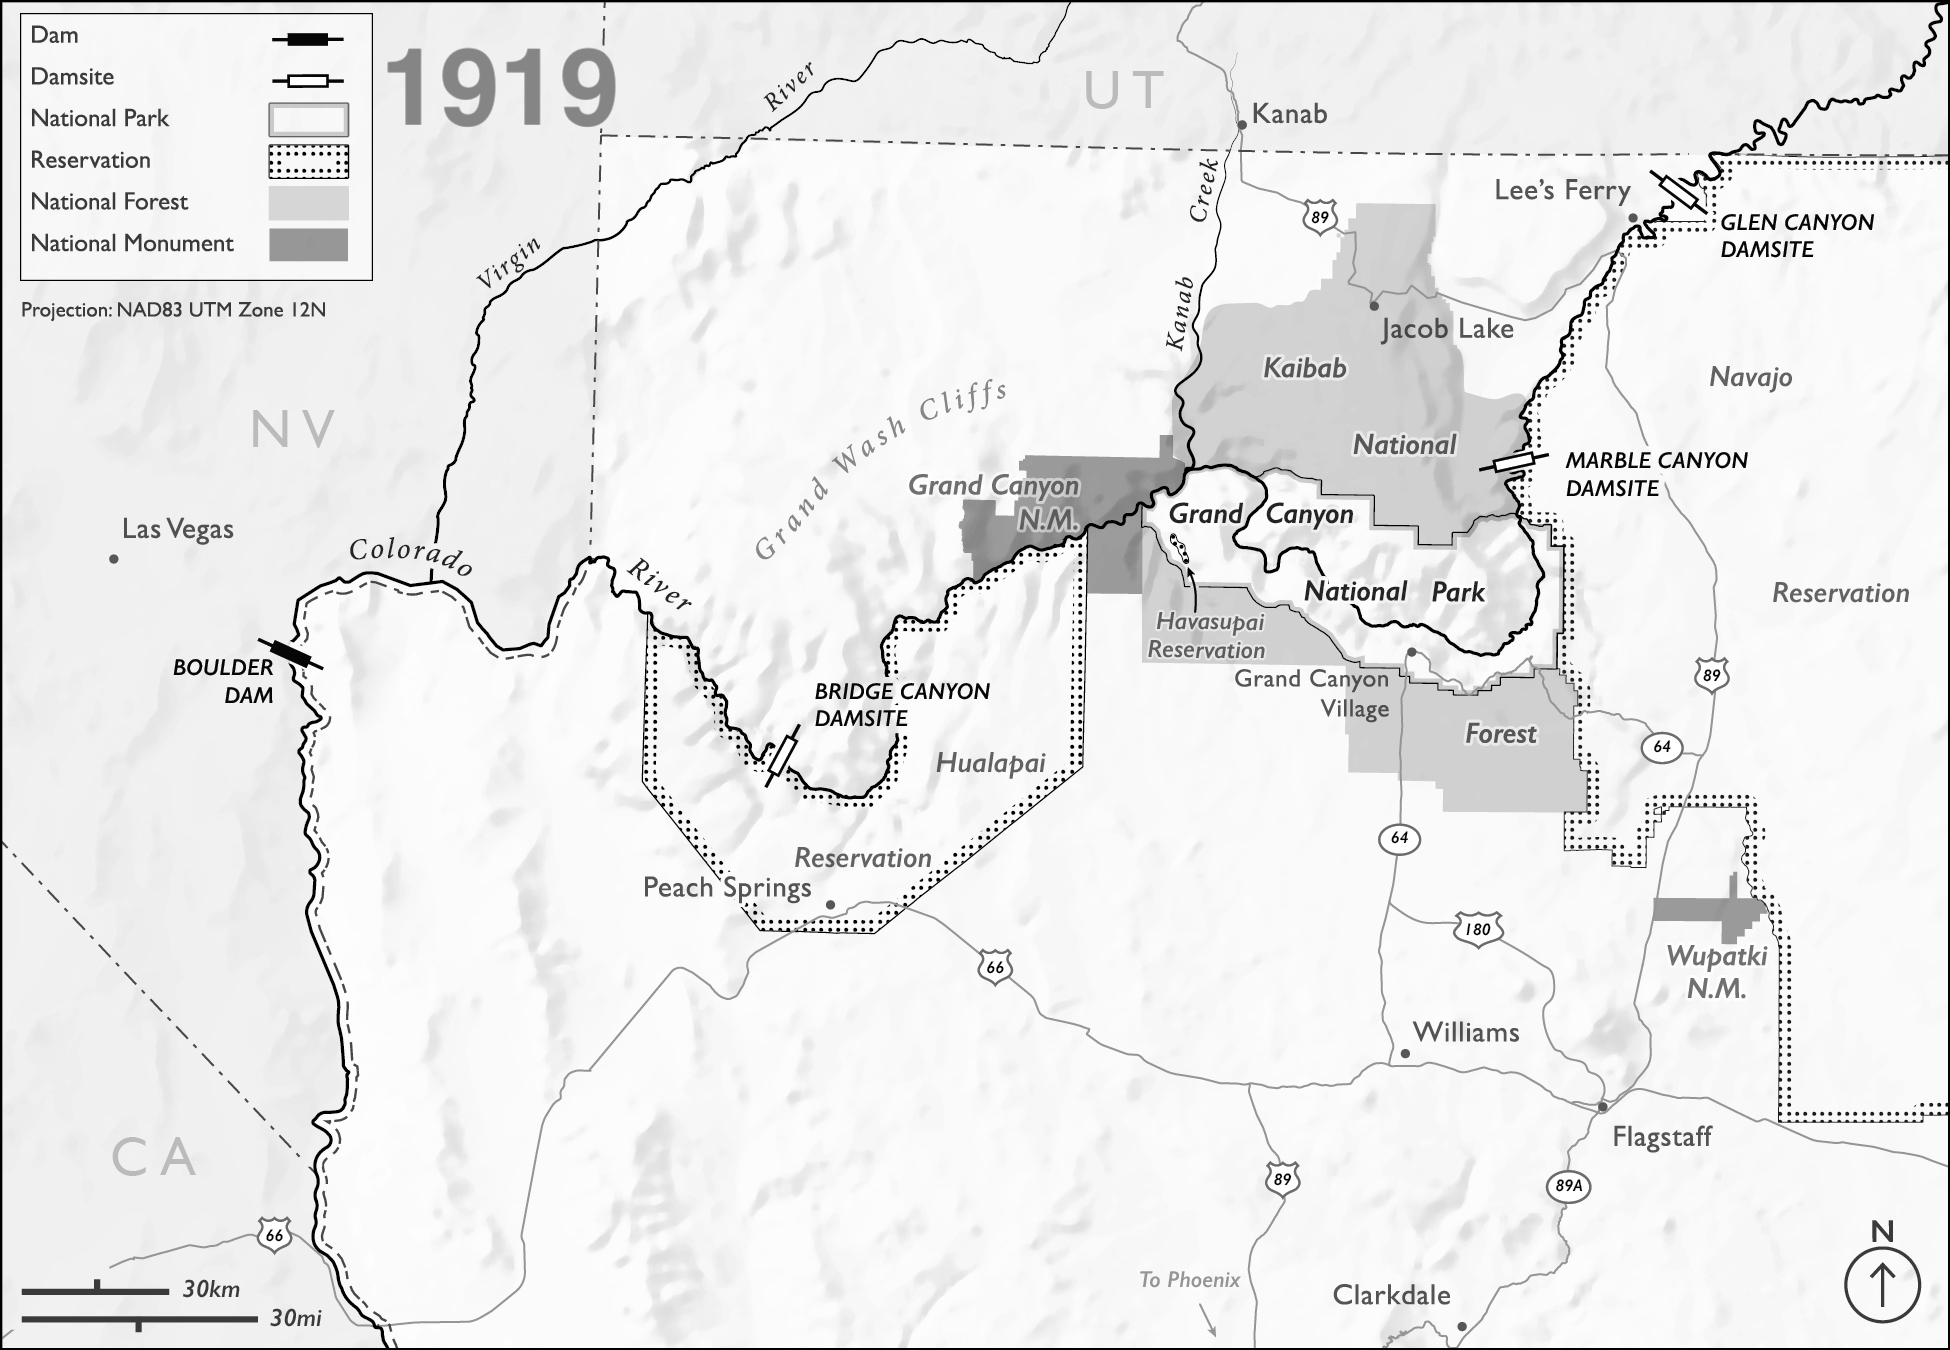 Dam
Damsite
National Park
Reservation
National Forest
National Monument
Projection: NAD83 UTM Zone 12N
1919
UT
NV
CA
Virgin
River
Kanab
Kanab
Creek
89
Lee's Ferry
GLEN CANYON
DAMSITE
Jacob Lake
Kaibab
National
Navajo
Reservation
Grand Wash Cliffs
MARBLE CANYON
DAMSITE
Grand Canyon
N.M.
Grand Canyon
National Park
Las Vegas
Colorado
River
BOULDER
DAM
Havasupai
Reservation
Grand Canyon
Village
BRIDGE CANYON
DAMSITE
Hualapai
Reservation
Forest
89
64
64
Peach Springs
66
180
Wupatki
N.M.
Williams
Flagstaff
89
89A
66
To Phoenix
Clarkdale
N
30km
30mi